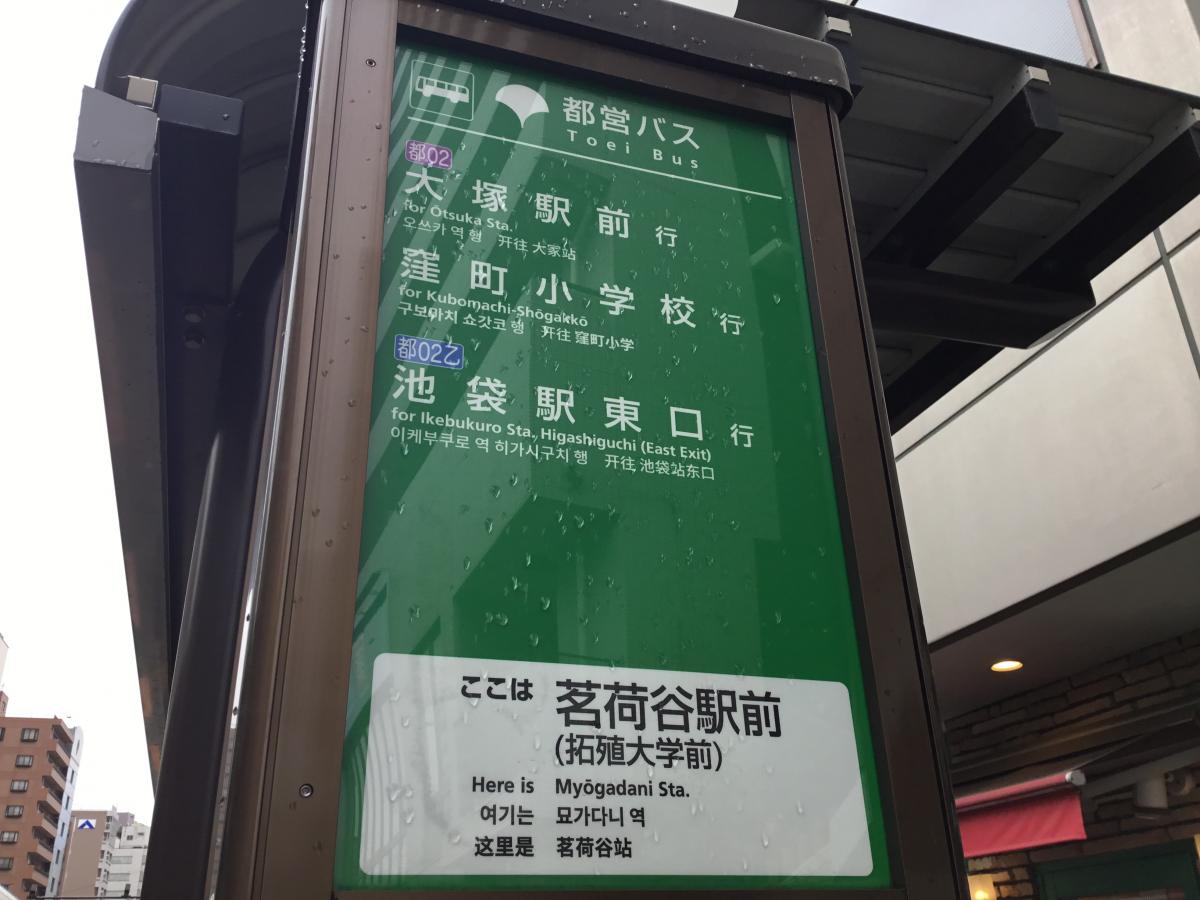 都営バス
Toei Bus
都02
大塚駅前 行
for Ōtsuka Sta.
오쓰카 역 행 开往 大冢站
窪町小学校 行
for Kubomachi-Shōgakkō
구보마치 쇼갓코 행 开往 窪町小学
都02乙
池袋駅東口 行
for Ikebukuro Sta. Higashiguchi (East Exit)
이케부쿠로 역 히가시구치 행 开往 池袋站东口
ここは 茗荷谷駅前
(拓殖大学前)
Here is Myōgadani Sta.
여기는 묘가다니 역
这里是 茗荷谷站